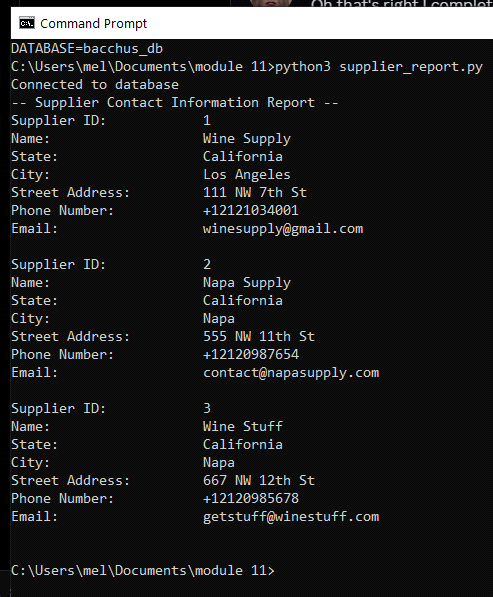 Oh that's right I complet
Command Prompt
DATABASE=bacchus_db
C:\Users\mel\Documents\module 11>python3 supplier_report.py
Connected to database
-- Supplier Contact Information Report --
Supplier ID: 1
Name: Wine Supply
State: California
City: Los Angeles
Street Address: 111 NW 7th St
Phone Number: +12121034001
Email: winesupply@gmail.com
Supplier ID: 2
Name: Napa Supply
State: California
City: Napa
Street Address: 555 NW 11th St
Phone Number: +12120987654
Email: contact@napasupply.com
Supplier ID: 3
Name: Wine Stuff
State: California
City: Napa
Street Address: 667 NW 12th St
Phone Number: +12120985678
Email: getstuff@winestuff.com
C:\Users\mel\Documents\module 11>